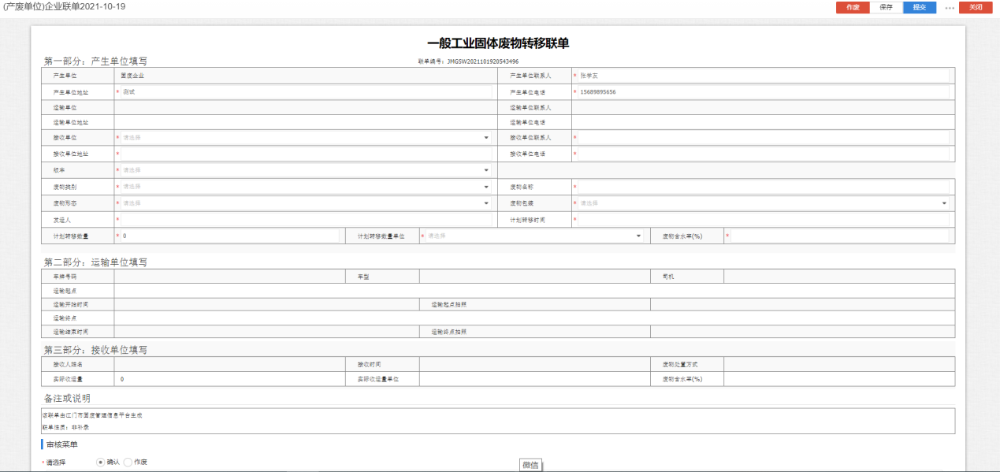 (产废单位)企业联单2021-10-19 作废 保存 提交 ... 关闭
一般工业固体废物转移联单
第一部分：产生单位填写 联单编号：JMGSW2021101920543496
产生单位 固废企业 产生单位联系人 * 张学友
产生单位地址 * 测试 产生单位电话 * 15689895656
运输单位 运输单位联系人
运输单位地址 运输单位电话
接收单位 * 请选择 接收单位联系人 *
接收单位地址 * 接收单位电话 *
* 请选择
废物类别 * 请选择 废物名称 *
废物形态 * 请选择 废物包装 * 请选择
发运人 * 计划转移时间 *
计划转移数量 * 0 计划转移数量单位 * 请选择 废物含水率(%) *
第二部分：运输单位填写
车牌号码 车型 司机
运输起点
运输开始时间 运输起点拍照
运输终点
运输结束时间 运输终点拍照
第三部分：接收单位填写
接收人姓名 接收时间 废物处置方式
实际收运量 0 实际收运量单位 废物含水率(%)
备注或说明
该联单由江门市固废管理信息平台生成
联单性质：非补录
审核菜单
* 请选择 确认 作废
微信